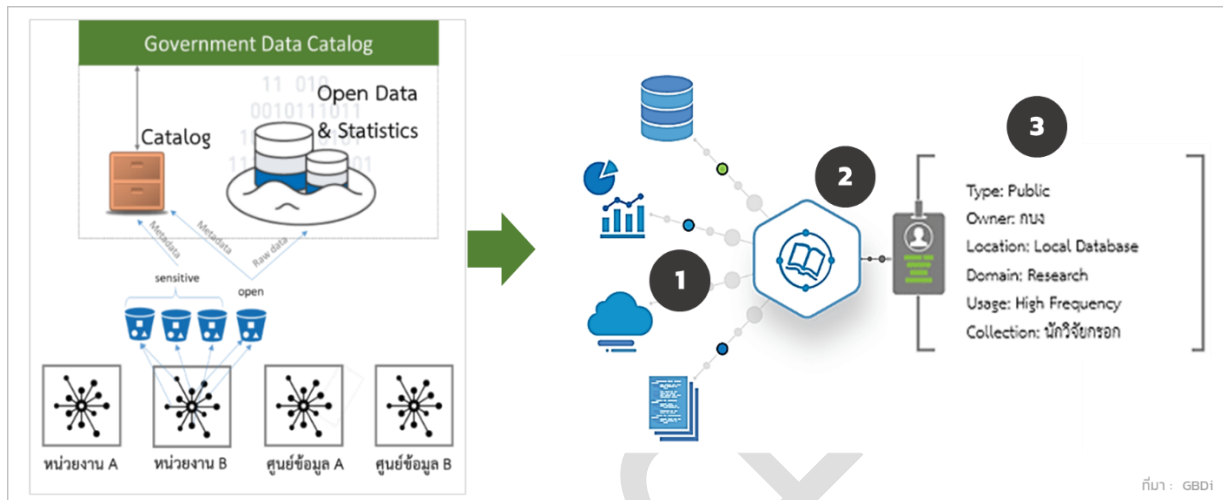 Government Data Catalog
11 010
0010111011
Open Data
& Statistics
Catalog
Metadata
Metadata
Raw data
sensitive
open
หน่วยงาน A
หน่วยงาน B
ศูนย์ข้อมูล A
ศูนย์ข้อมูล B
1
2
3
Type: Public
Owner: กบง
Location: Local Database
Domain: Research
Usage: High Frequency
Collection: นักวิจัยกรอก
ที่มา : GBDi